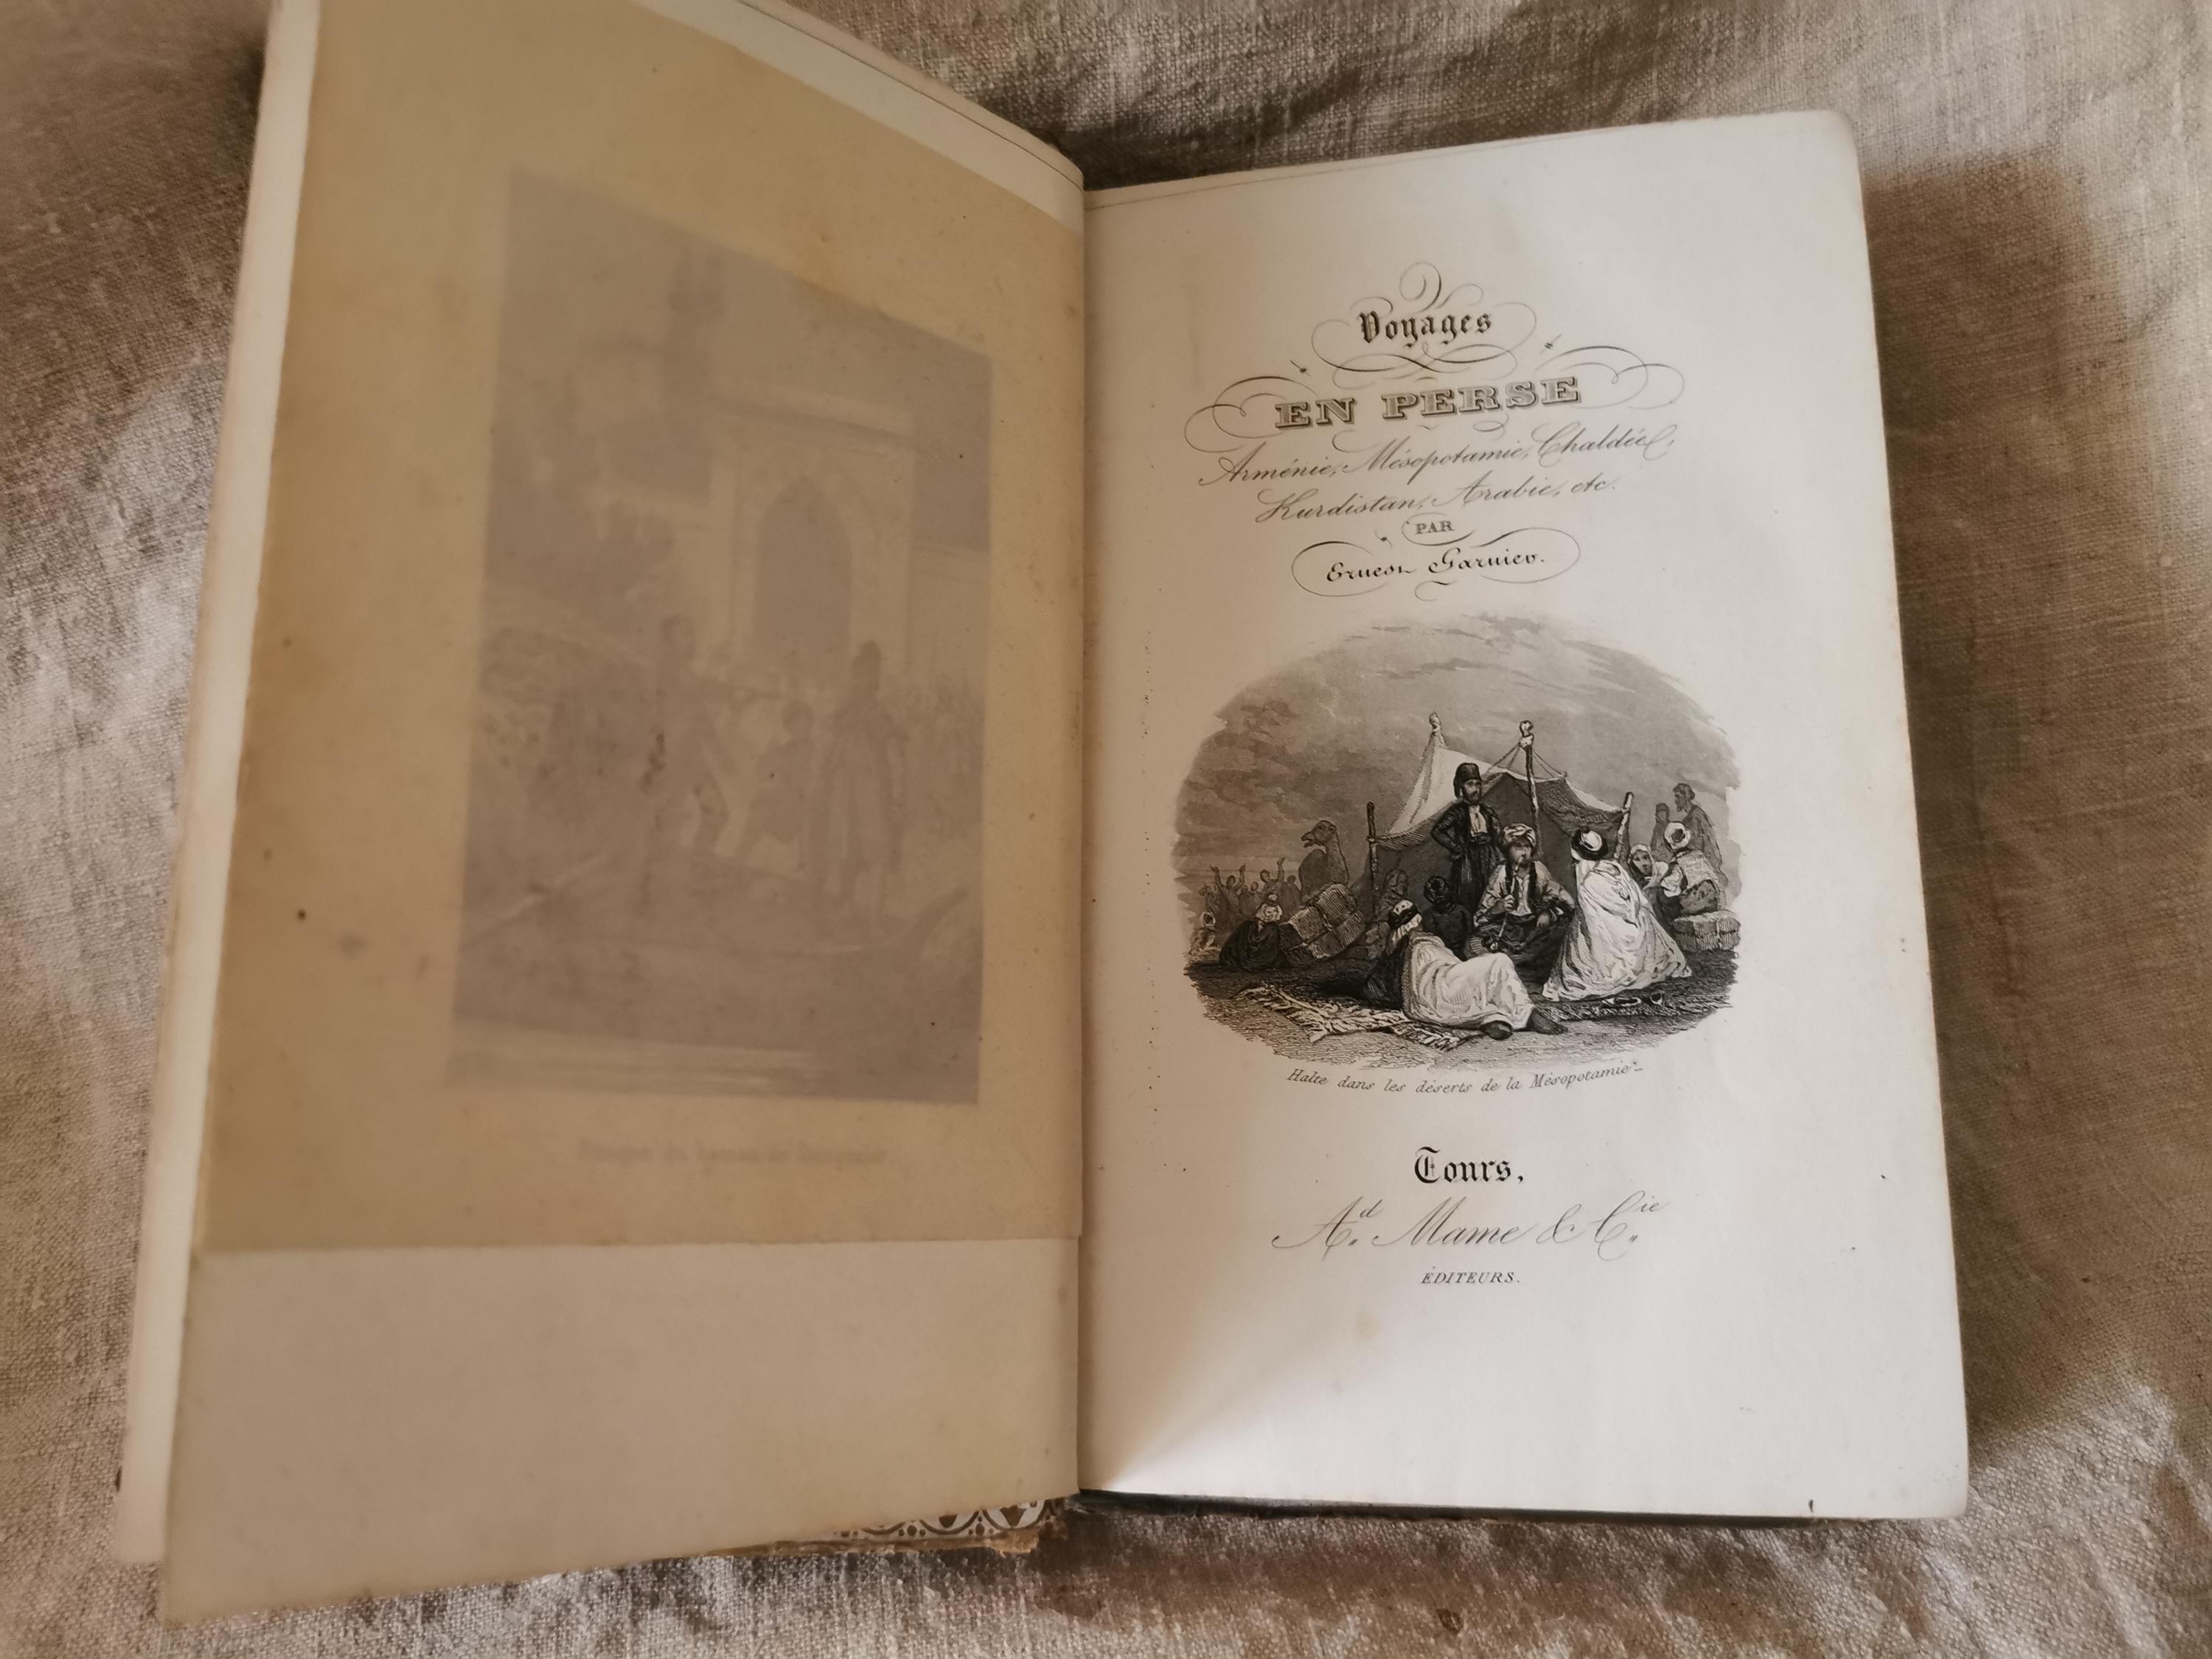 Voyages
EN PERSE
Arménie, Mésopotamie, Chaldée,
Kurdistan, Arabie, etc.
PAR
Ernest Garnier.
Halte dans les déserts de la Mésopotamie
Tours,
Ad. Mame & Cie
ÉDITEURS.